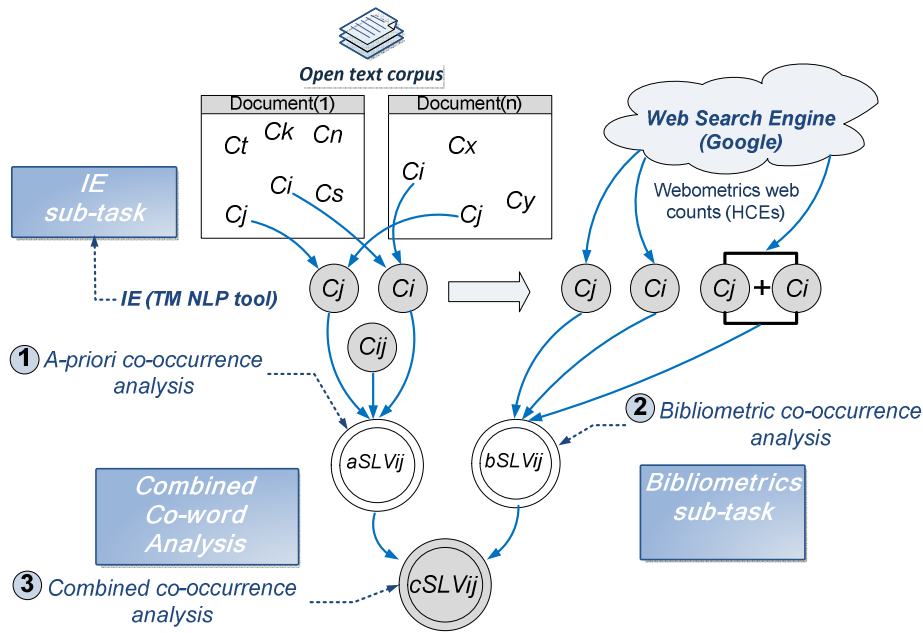 Open text corpus
Document(1)
Ct
Ck
Cn
Ci
Cs
Cj
Document(n)
Cx
Ci
Cj
Cy
Web Search Engine
(Google)
Webometrics web
counts (HCEs)
IE
sub-task
IE (TM NLP tool)
Cj
Ci
Cij
Cj
Ci
Cj + Ci
1 A-priori co-occurrence
analysis
2 Bibliometric co-occurrence
analysis
aSLVij
bSLVij
Combined
Co-word
Analysis
Bibliometrics
sub-task
3 Combined co-occurrence
analysis
cSLVij